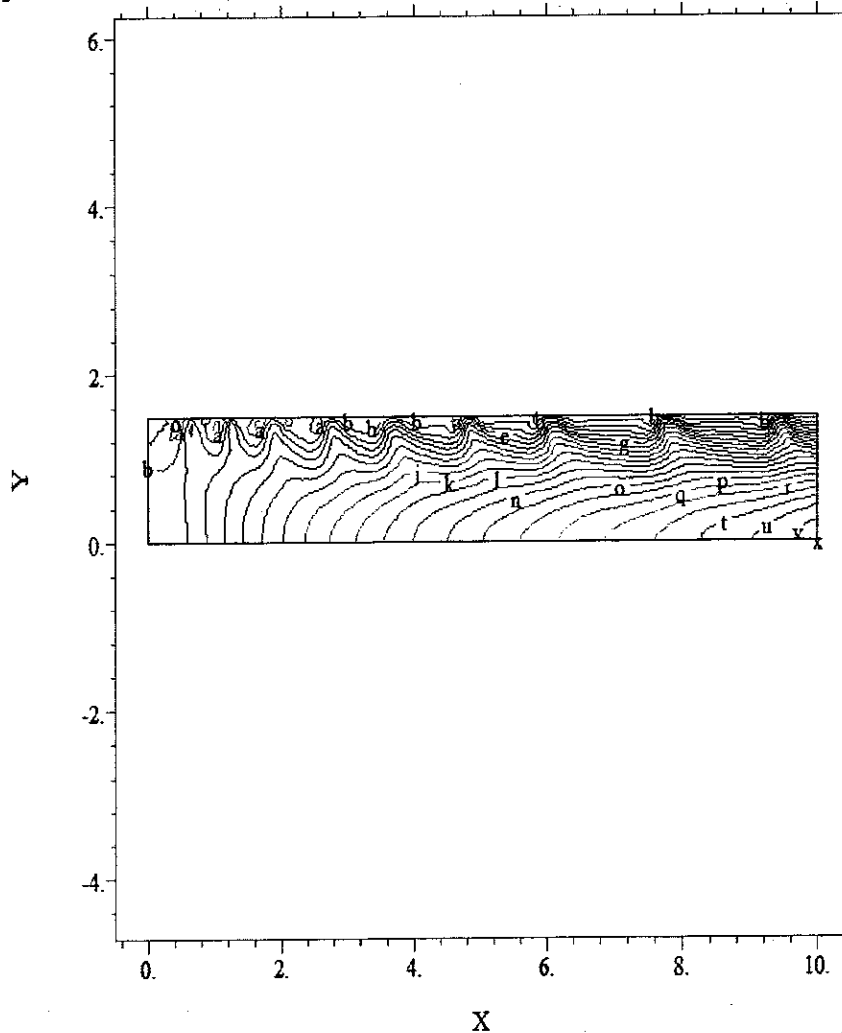 6.
4.
2.
a a a a b h b b b
e g
b
j k l p
n o q r
t u v
0.
x
Y
-2.
-4.
0. 2. 4. 6. 8. 10.
X